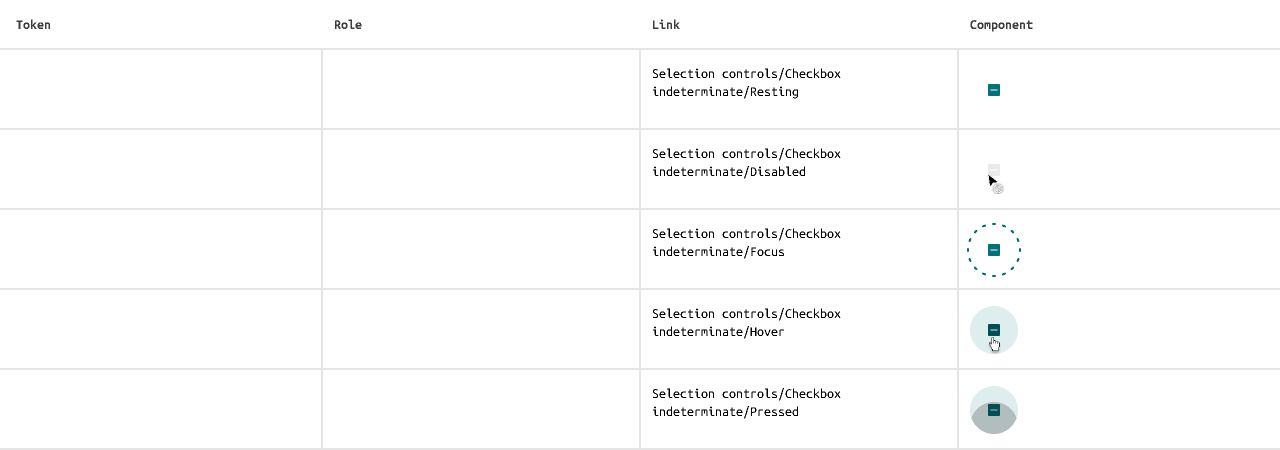 Token
Role
Link
Component
Selection controls/Checkbox
indeterminate/Resting
Selection controls/Checkbox
indeterminate/Disabled
Selection controls/Checkbox
indeterminate/Focus
Selection controls/Checkbox
indeterminate/Hover
Selection controls/Checkbox
indeterminate/Pressed